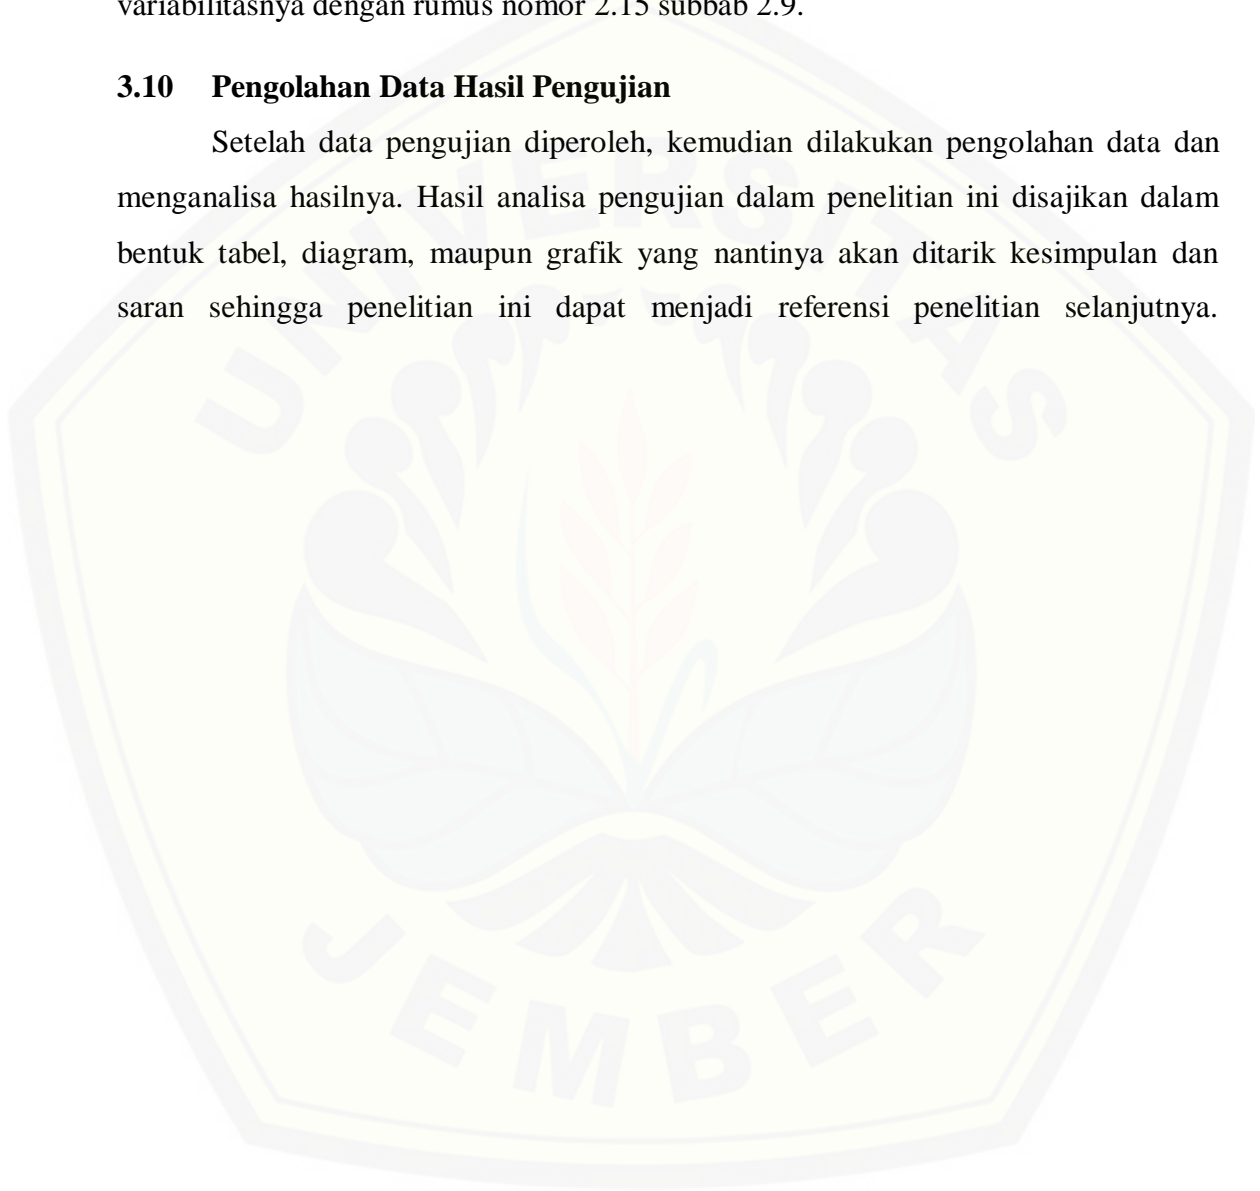 variabilitasnya dengan rumus nomor 2.15 subbab 2.9.
3.10 Pengolahan Data Hasil Pengujian
Setelah data pengujian diperoleh, kemudian dilakukan pengolahan data dan
menganalisa hasilnya. Hasil analisa pengujian dalam penelitian ini disajikan dalam
bentuk tabel, diagram, maupun grafik yang nantinya akan ditarik kesimpulan dan
saran sehingga penelitian ini dapat menjadi referensi penelitian selanjutnya.
UNIVERSITAS
JEMBER